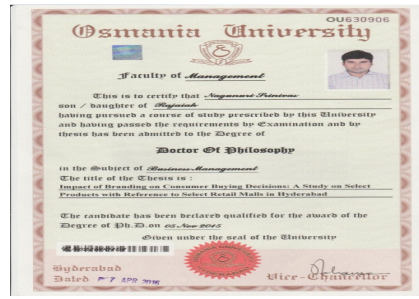 OU630906
Osmania University
Faculty of Management
This is to certify that Nagunuri Srinivas
son / daughter of Rajaiah
having pursued a course of study prescribed by this University
and having passed the requirements by Examination and by
thesis has been admitted to the Degree of
Doctor Of Philosophy
in the Subject of Business Management
The title of the Thesis is :
Impact of Branding on Consumer Buying Decisions: A Study on Select
Products with Reference to Select Retail Malls in Hyderabad
The candidate has been declared qualified for the award of the
Degree of Ph.D. on 05 Nov 2015
Given under the seal of the University
Hyderabad
Dated 7 APR 2016
Vice-Chancellor